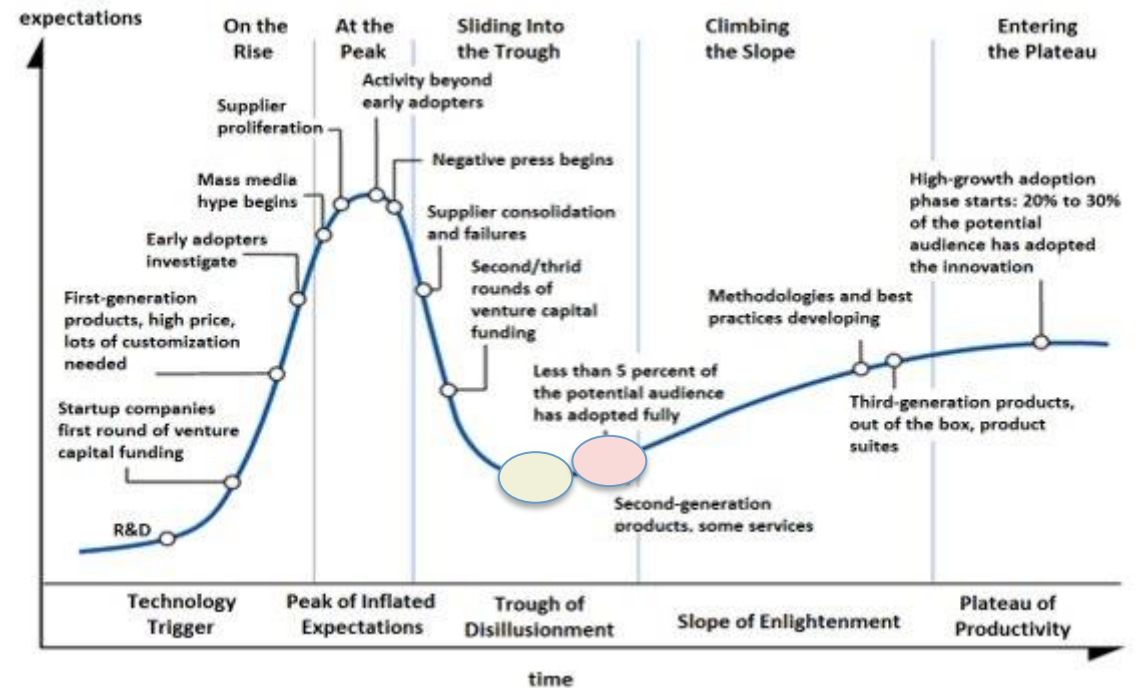 expectations
On the
Rise
At the
Peak
Sliding Into
the Trough
Climbing
the Slope
Entering
the Plateau
Activity beyond
early adopters
Supplier
proliferation
Negative press begins
Mass media
hype begins
Supplier consolidation
and failures
Early adopters
investigate
Second/thrid
rounds of
venture capital
funding
First-generation
products, high price,
lots of customization
needed
Startup companies
first round of venture
capital funding
R&D
Less than 5 percent of
the potential audience
has adopted fully
Second-generation
products, some services
Methodologies and best
practices developing
Third-generation products,
out of the box, product
suites
High-growth adoption
phase starts: 20% to 30%
of the potential
audience has adopted
the innovation
Technology
Trigger
Peak of Inflated
Expectations
Trough of
Disillusionment
Slope of Enlightenment
Plateau of
Productivity
time